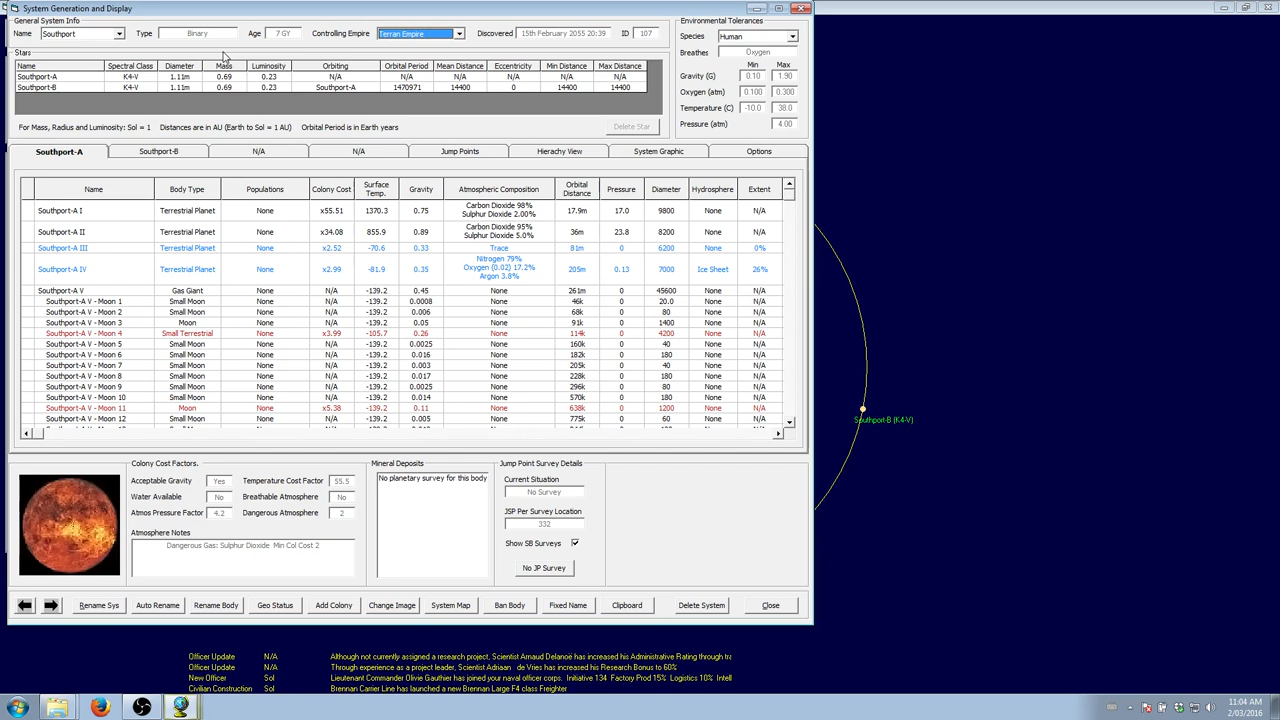 System Generation and Display
General System Info
Name Southport Type Binary Age 7 GY Controlling Empire Terran Empire Discovered 15th February 2055 20:39 ID 107
Stars
Name Spectral Class Diameter Mass Luminosity Orbiting Orbital Period Mean Distance Eccentricity Min Distance Max Distance
Southport-A K4-V 1.11m 0.69 0.23 N/A N/A N/A N/A N/A N/A
Southport-B K4-V 1.11m 0.69 0.23 Southport-A 1470971 14400 0 14400 14400
For Mass, Radius and Luminosity: Sol = 1 Distances are in AU (Earth to Sol = 1 AU) Orbital Period is in Earth years Delete Star
Environmental Tolerances
Species Human
Breathes Oxygen
Min Max
Gravity (G) 0.10 1.90
Oxygen (atm) 0.100 0.300
Temperature (C) -10.0 38.0
Pressure (atm) 4.00
Southport-A Southport-B N/A N/A Jump Points Hierachy View System Graphic Options
Name Body Type Populations Colony Cost Surface Temp. Gravity Atmospheric Composition Orbital Distance Pressure Diameter Hydrosphere Extent
Southport-A I Terrestrial Planet None x55.51 1370.3 0.75 Carbon Dioxide 98% Sulphur Dioxide 2.00% 17.9m 17.0 9800 None N/A
Southport-A II Terrestrial Planet None x34.08 855.9 0.89 Carbon Dioxide 95% Sulphur Dioxide 5.0% 36m 23.8 8200 None N/A
Southport-A III Terrestrial Planet None x2.52 -70.6 0.33 Trace 81m 0 6200 None 0%
Southport-A IV Terrestrial Planet None x2.99 -81.9 0.35 Nitrogen 79% Oxygen (0.02) 17.2% Argon 3.8% 205m 0.13 7000 Ice Sheet 26%
Southport-A V Gas Giant None N/A -139.2 0.45 None 261m 0 45600 None N/A
Southport-A V - Moon 1 Small Moon None N/A -139.2 0.0008 None 46k 0 20.0 None N/A
Southport-A V - Moon 2 Small Moon None N/A -139.2 0.006 None 68k 0 80 None N/A
Southport-A V - Moon 3 Moon None N/A -139.2 0.05 None 91k 0 1400 None N/A
Southport-A V - Moon 4 Small Terrestrial None x3.99 -105.7 0.26 None 114k 0 4200 None N/A
Southport-A V - Moon 5 Small Moon None N/A -139.2 0.0025 None 160k 0 40 None N/A
Southport-A V - Moon 6 Small Moon None N/A -139.2 0.016 None 182k 0 180 None N/A
Southport-A V - Moon 7 Small Moon None N/A -139.2 0.003 None 205k 0 40 None N/A
Southport-A V - Moon 8 Small Moon None N/A -139.2 0.016 None 228k 0 180 None N/A
Southport-A V - Moon 9 Small Moon None N/A -139.2 0.0025 None 296k 0 80 None N/A
Southport-A V - Moon 10 Small Moon None N/A -139.2 0.014 None 570k 0 180 None N/A
Southport-A V - Moon 11 Moon None x5.38 -139.2 0.11 None 638k 0 1200 None N/A
Southport-A V - Moon 12 Small Moon None N/A -139.2 0.005 None 775k 0 60 None N/A
Colony Cost Factors.
Acceptable Gravity Yes Temperature Cost Factor 55.5
Water Available No Breathable Atmosphere No
Atmos Pressure Factor 4.2 Dangerous Atmosphere 2
Atmosphere Notes
Dangerous Gas: Sulphur Dioxide Min Col Cost 2
Mineral Deposits
No planetary survey for this body
Jump Point Survey Details
Current Situation
No Survey
JSP Per Survey Location
332
Show SB Surveys
No JP Survey
Rename Sys Auto Rename Rename Body Geo Status Add Colony Change Image System Map Ban Body Fixed Name Clipboard Delete System Close
Southport-B (K4-V)
Officer Update N/A Although not currently assigned a research project, Scientist Arnaud Delanoe has increased his Administrative Rating through tra
Officer Update N/A Through experience as a project leader, Scientist Adriaan de Vries has increased his Research Bonus to 60%
New Officer Sol Lieutenant Commander Olivie Gauthier has joined your naval officer corps. Initiative 134 Factory Prod 15% Logistics 10% Intell
Civilian Construction Sol Brennan Carrier Line has launched a new Brennan Large F4 class Freighter
11:04 AM
2/03/2016